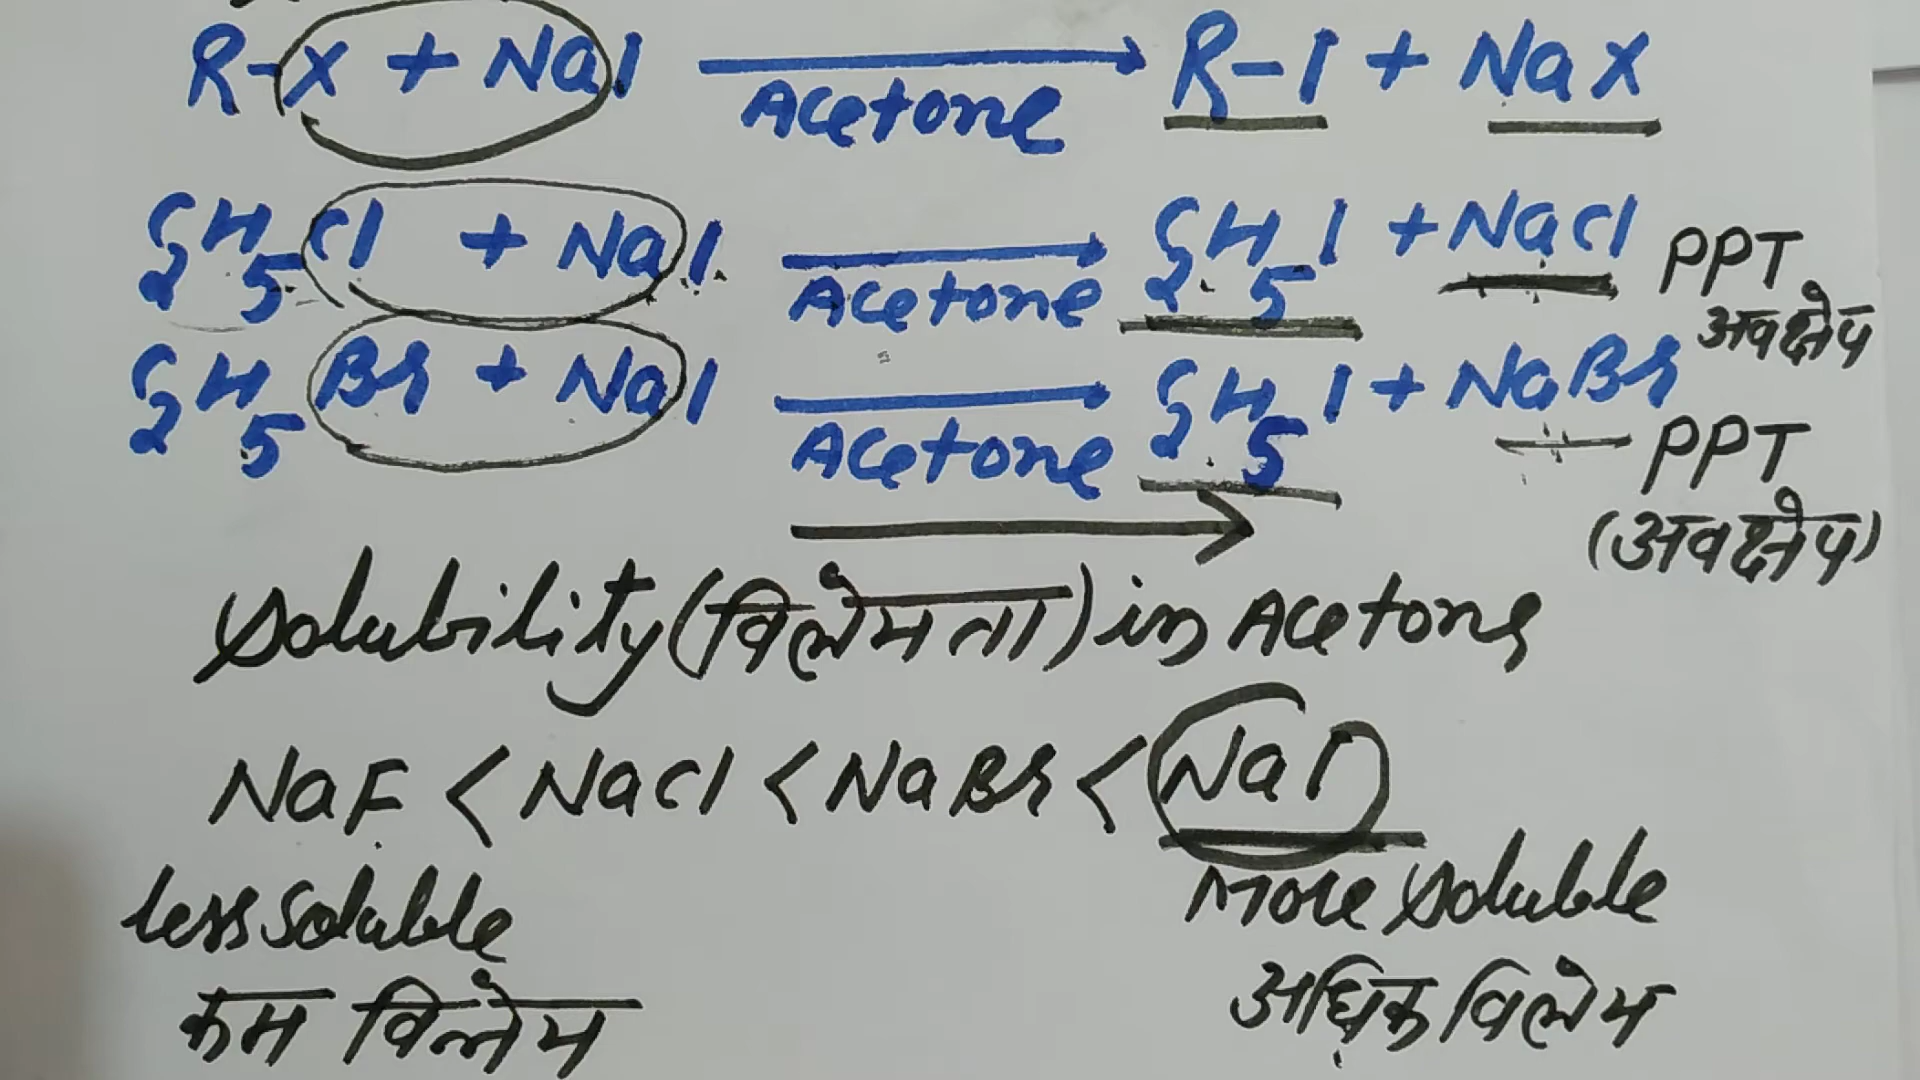 R-X + NaI Acetone R-I + NaX
C2H5Cl + NaI Acetone C2H5I + NaCl PPT
अवक्षेप
C2H5Br + NaI Acetone C2H5I + NaBr PPT
(अवक्षेप)
Solubility (विलेयता) in Acetone
NaF < NaCl < NaBr < NaI
less soluble More soluble
कम विलेय अधिक विलेय